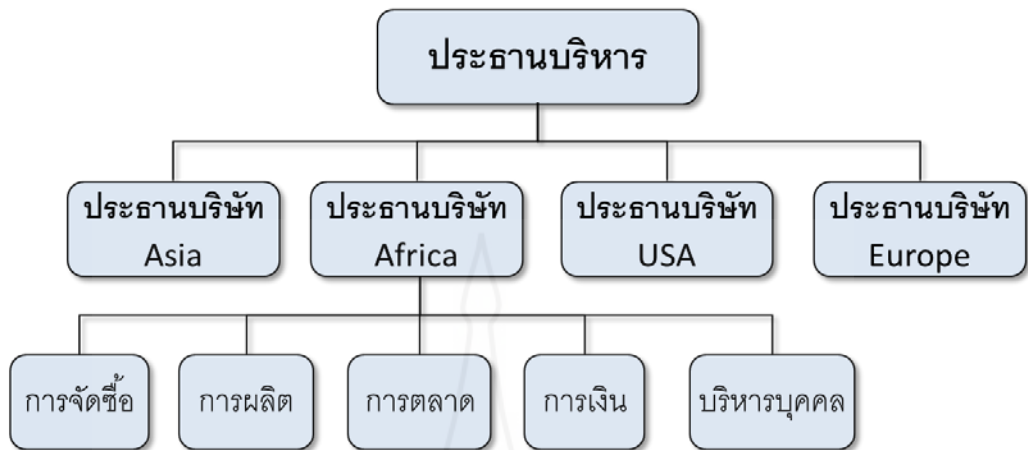 ประธานบริหาร
ประธานบริษัท
Asia
ประธานบริษัท
Africa
ประธานบริษัท
USA
ประธานบริษัท
Europe
การจัดซื้อ
การผลิต
การตลาด
การเงิน
บริหารบุคคล